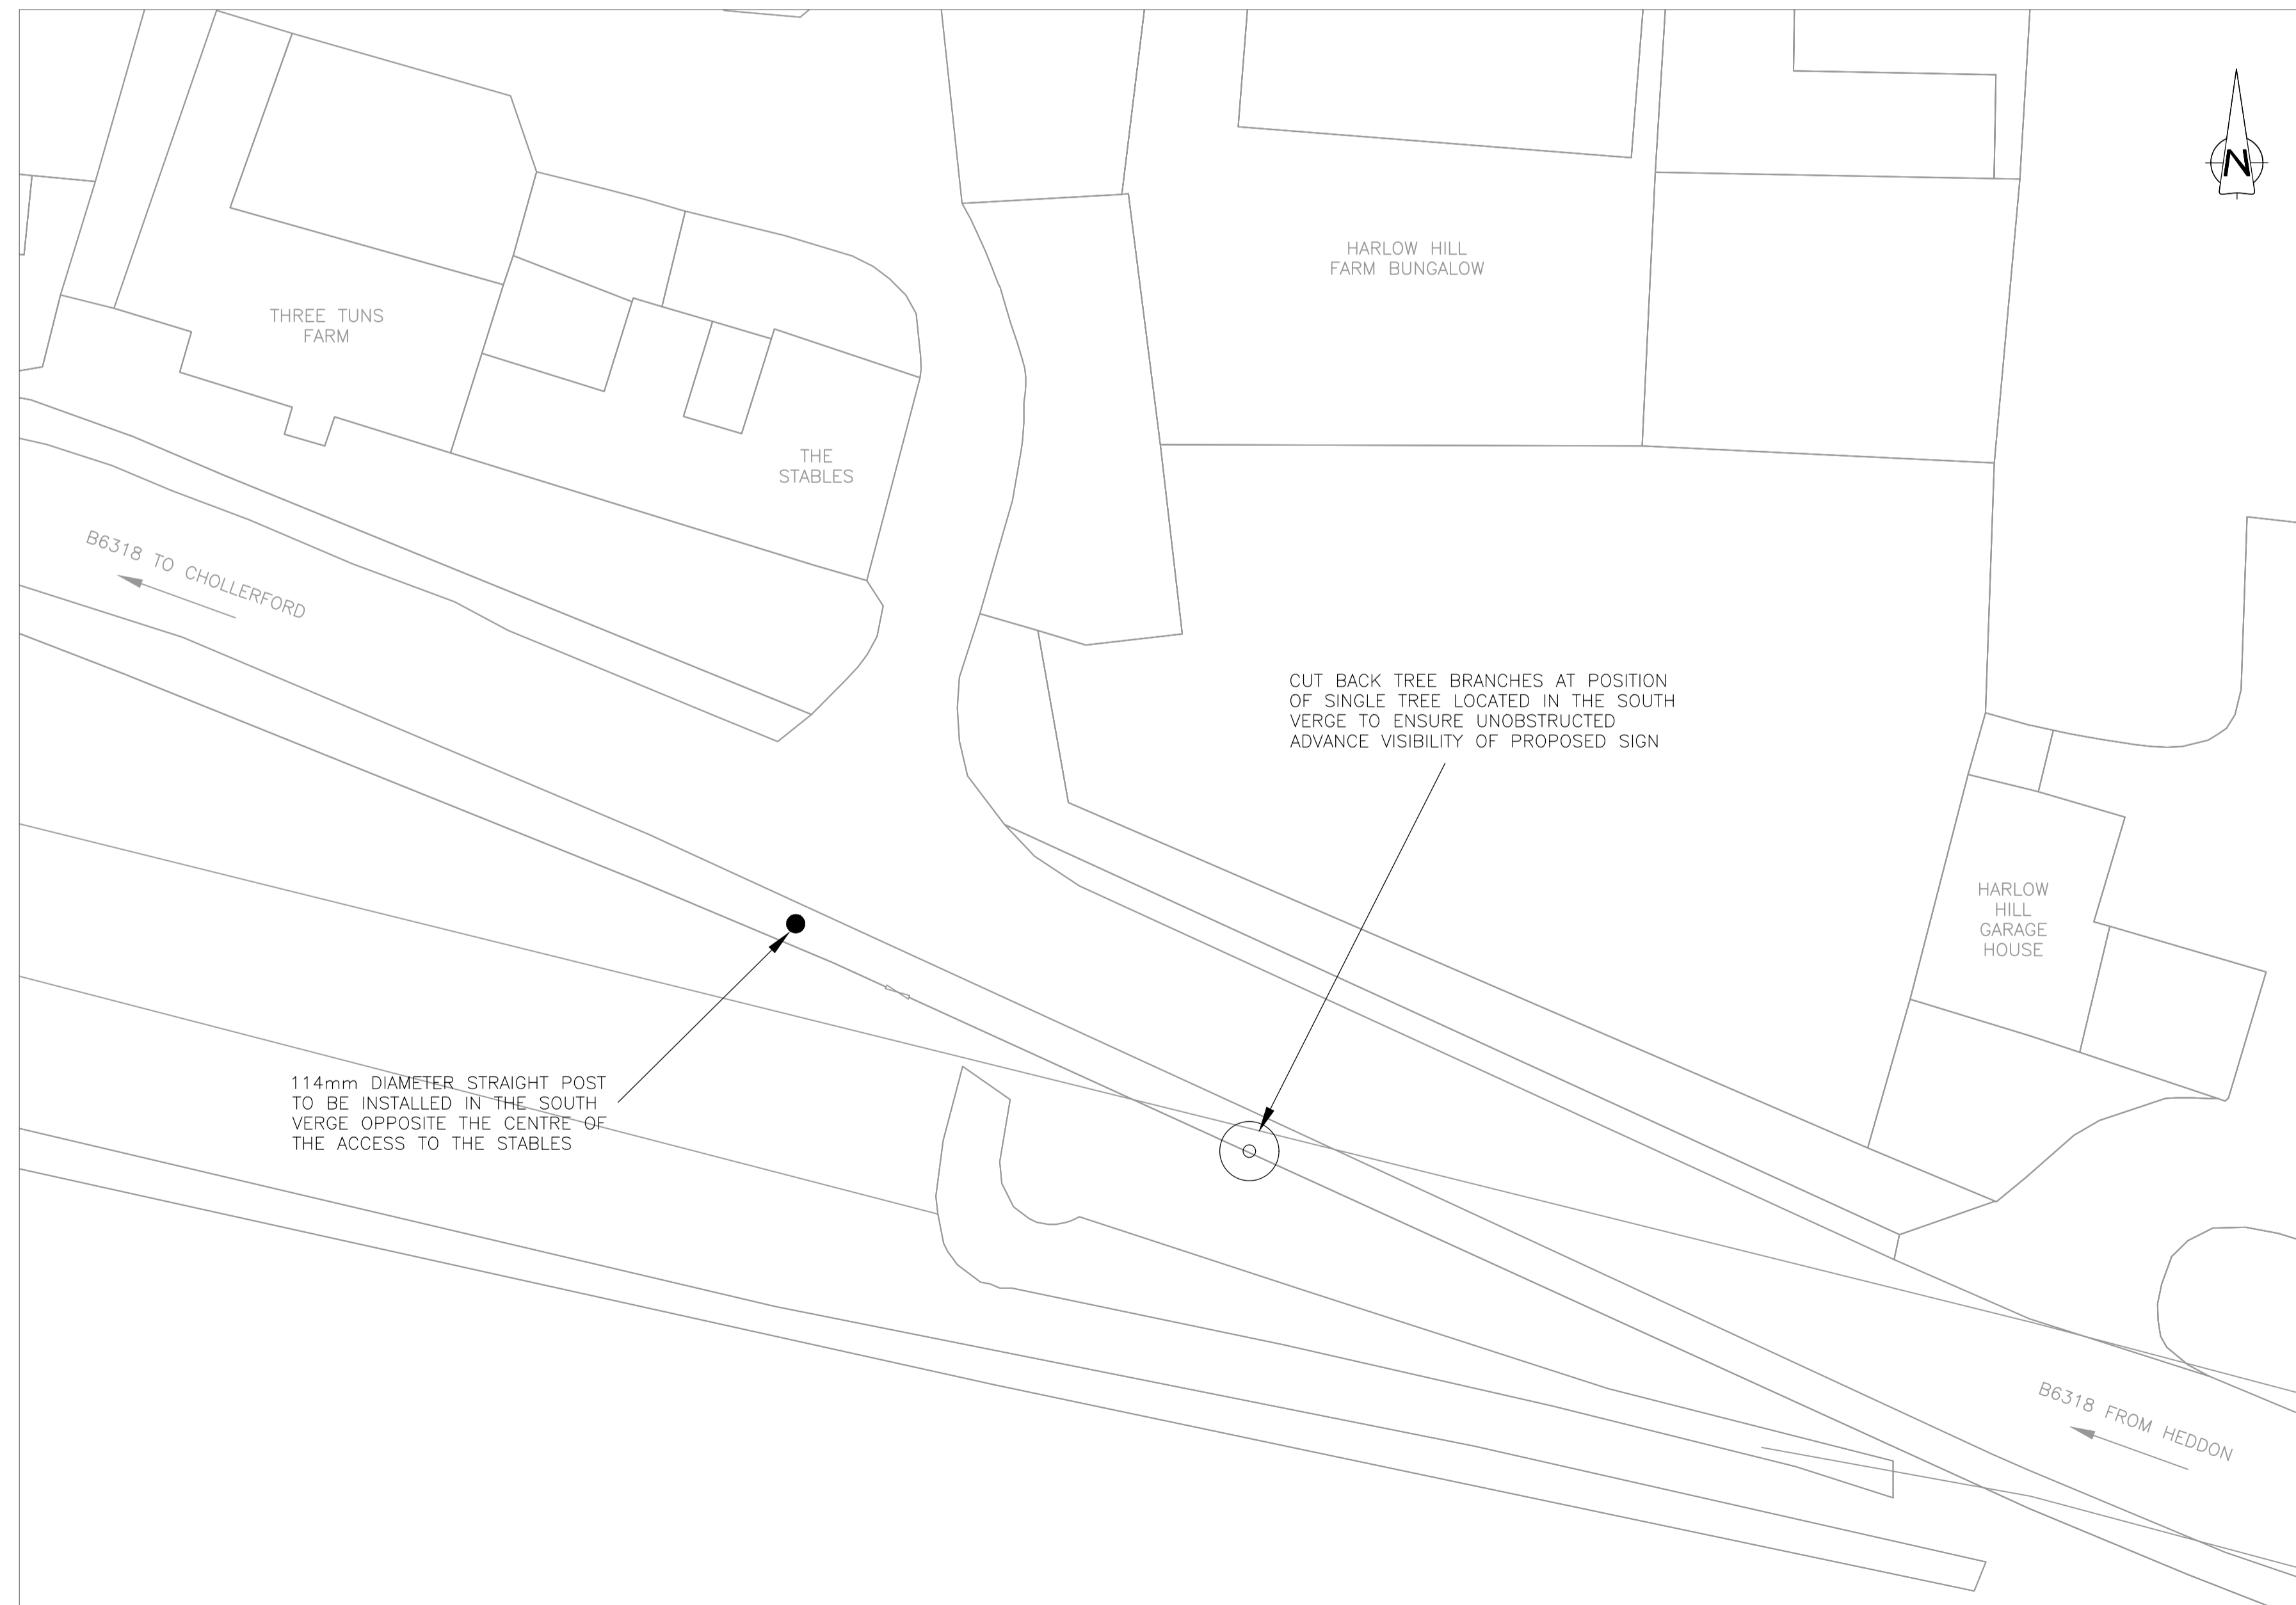 N
HARLOW HILL
FARM BUNGALOW
THREE TUNS
FARM
THE
STABLES
B6318 TO CHOLLERFORD
CUT BACK TREE BRANCHES AT POSITION
OF SINGLE TREE LOCATED IN THE SOUTH
VERGE TO ENSURE UNOBSTRUCTED
ADVANCE VISIBILITY OF PROPOSED SIGN
HARLOW
HILL
GARAGE
HOUSE
114mm DIAMETER STRAIGHT POST
TO BE INSTALLED IN THE SOUTH
VERGE OPPOSITE THE CENTRE OF
THE ACCESS TO THE STABLES
B6318 FROM HEDDON